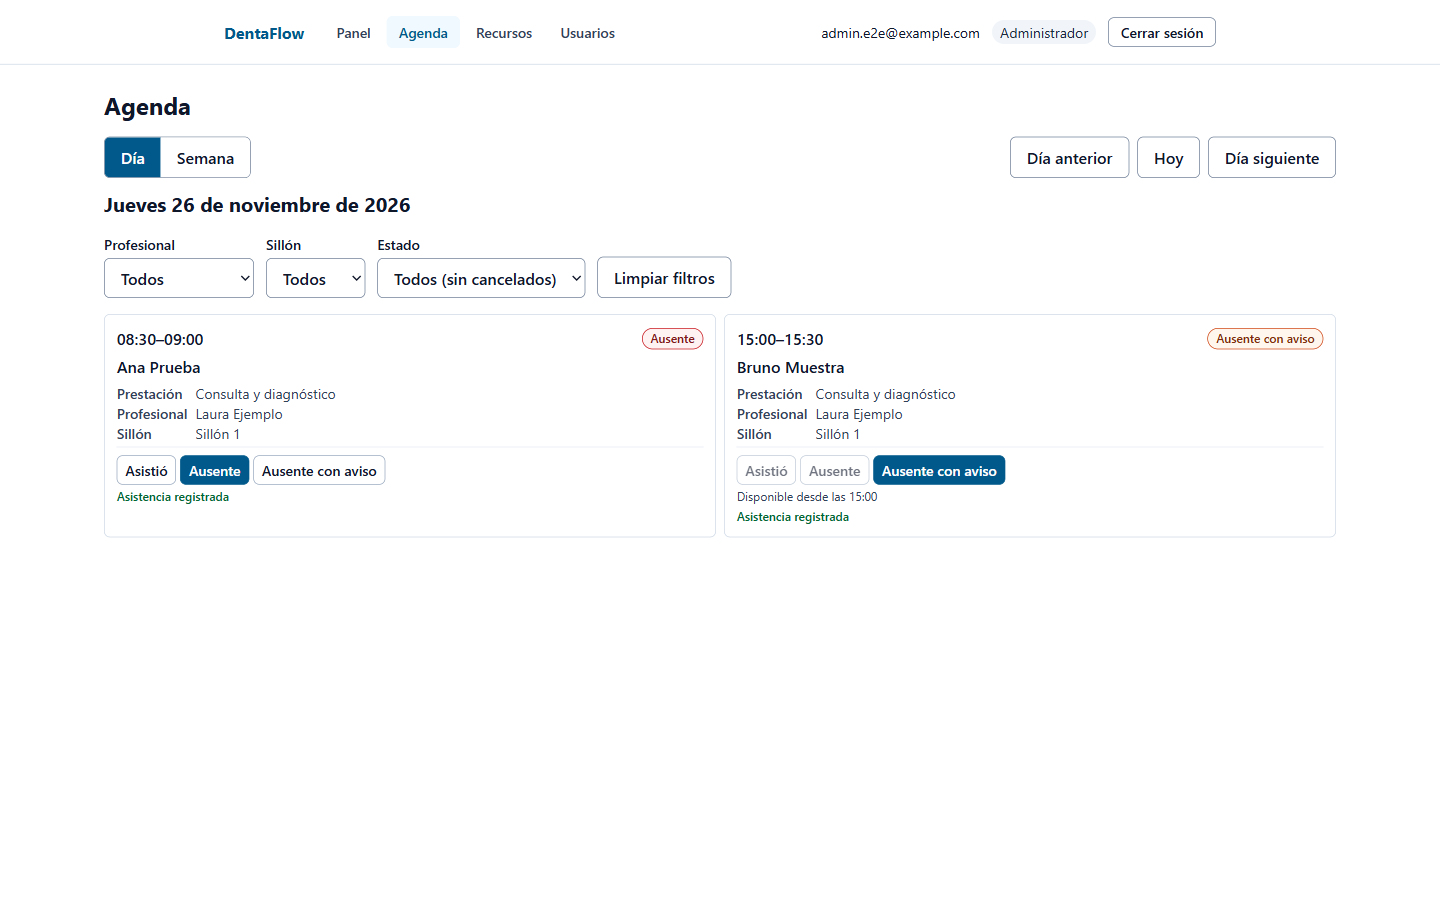 DentaFlow Panel Agenda Recursos Usuarios admin.e2e@example.com Administrador Cerrar sesión
Agenda
Día Semana Día anterior Hoy Día siguiente
Jueves 26 de noviembre de 2026
Profesional Sillón Estado
Todos Todos Todos (sin cancelados) Limpiar filtros
08:30–09:00 Ausente
Ana Prueba
Prestación Consulta y diagnóstico
Profesional Laura Ejemplo
Sillón Sillón 1
Asistió Ausente Ausente con aviso
Asistencia registrada
15:00–15:30 Ausente con aviso
Bruno Muestra
Prestación Consulta y diagnóstico
Profesional Laura Ejemplo
Sillón Sillón 1
Asistió Ausente Ausente con aviso
Disponible desde las 15:00
Asistencia registrada